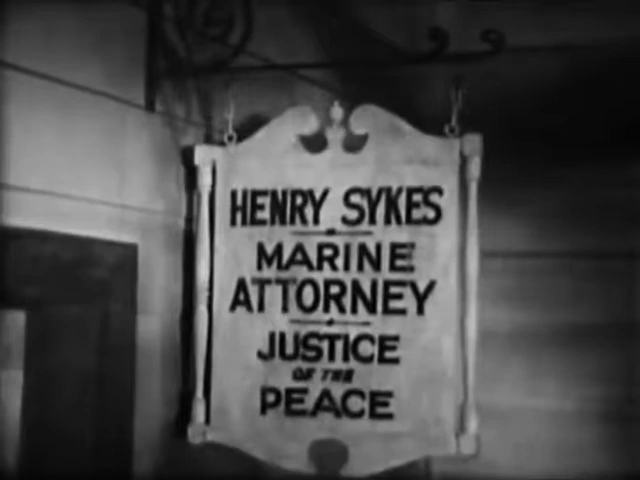 HENRY SYKES
MARINE
ATTORNEY
JUSTICE
OF THE
PEACE